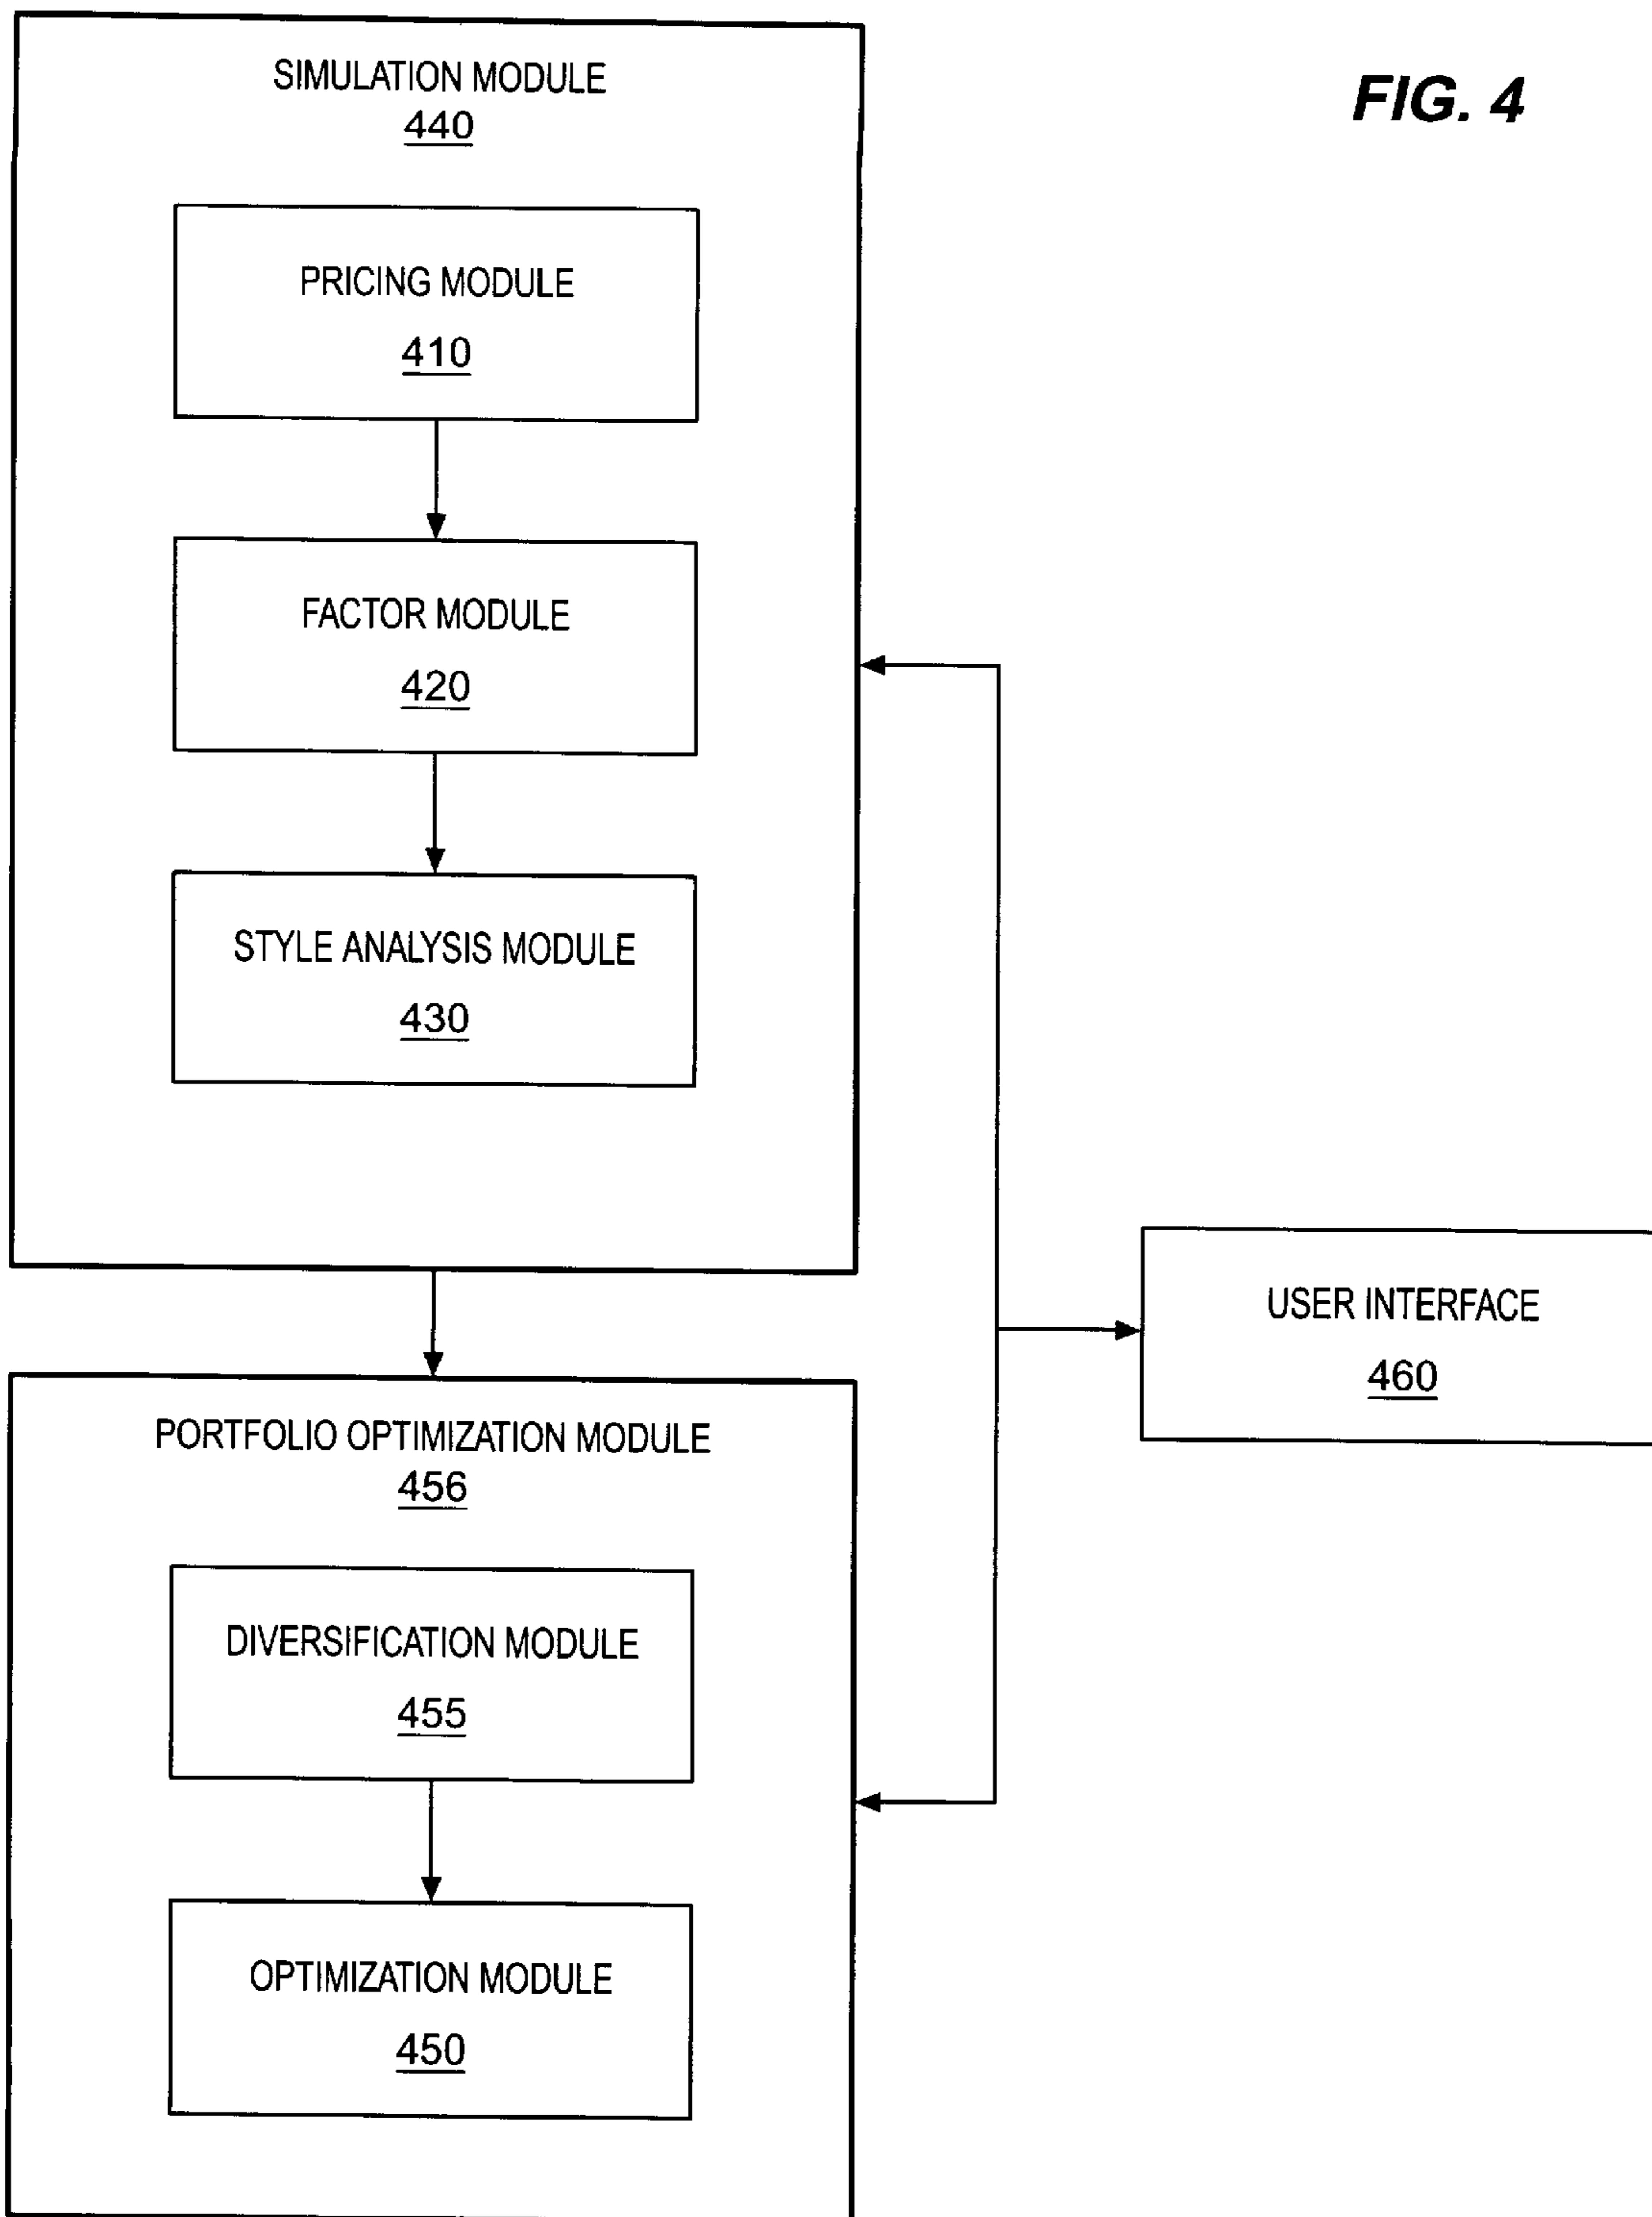 FIG. 4
SIMULATION MODULE
440
PRICING MODULE
410
FACTOR MODULE
420
STYLE ANALYSIS MODULE
430
USER INTERFACE
460
PORTFOLIO OPTIMIZATION MODULE
456
DIVERSIFICATION MODULE
455
OPTIMIZATION MODULE
450